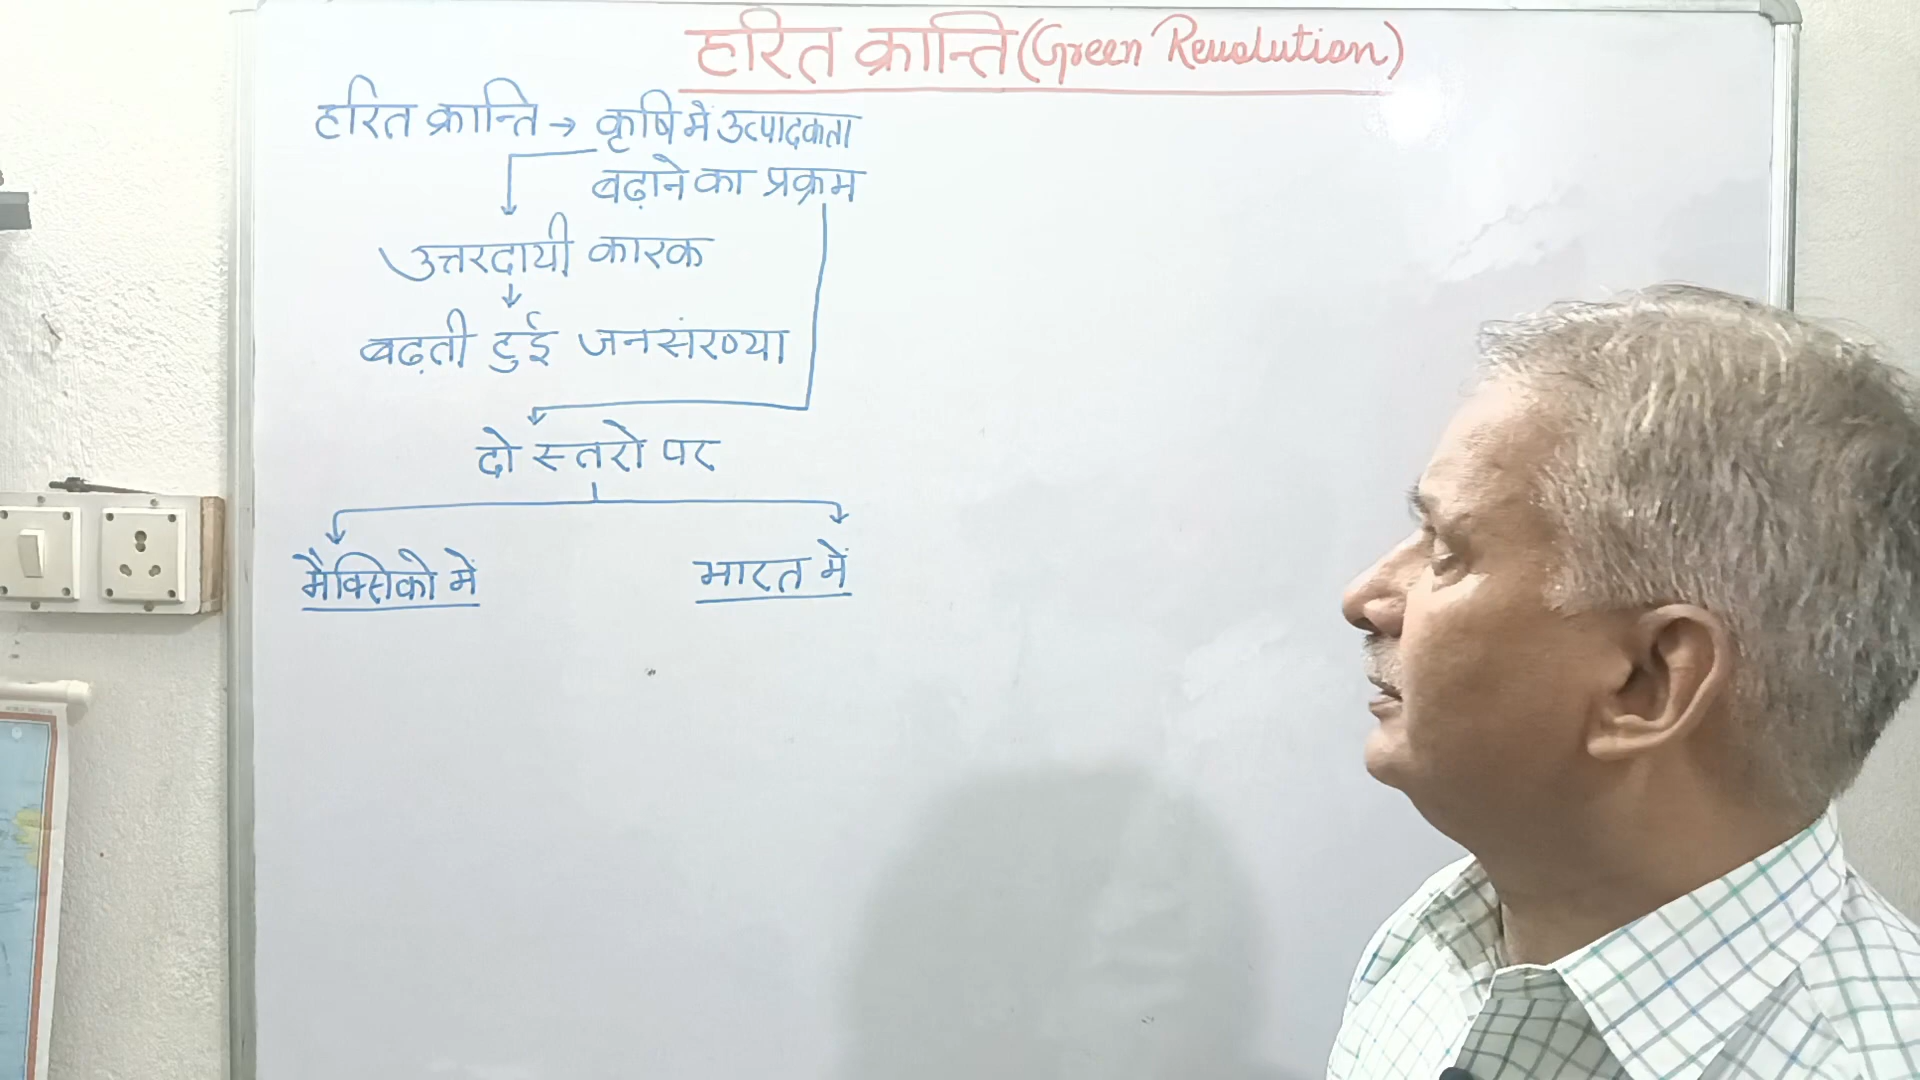 हरित क्रान्ति (Green Revolution)
हरित क्रान्ति → कृषि में उत्पादकता
बढ़ाने का प्रक्रम
उत्तरदायी कारक
बढ़ती हुई जनसंख्या
दो स्तरो पर
मैक्सिको में
भारत में